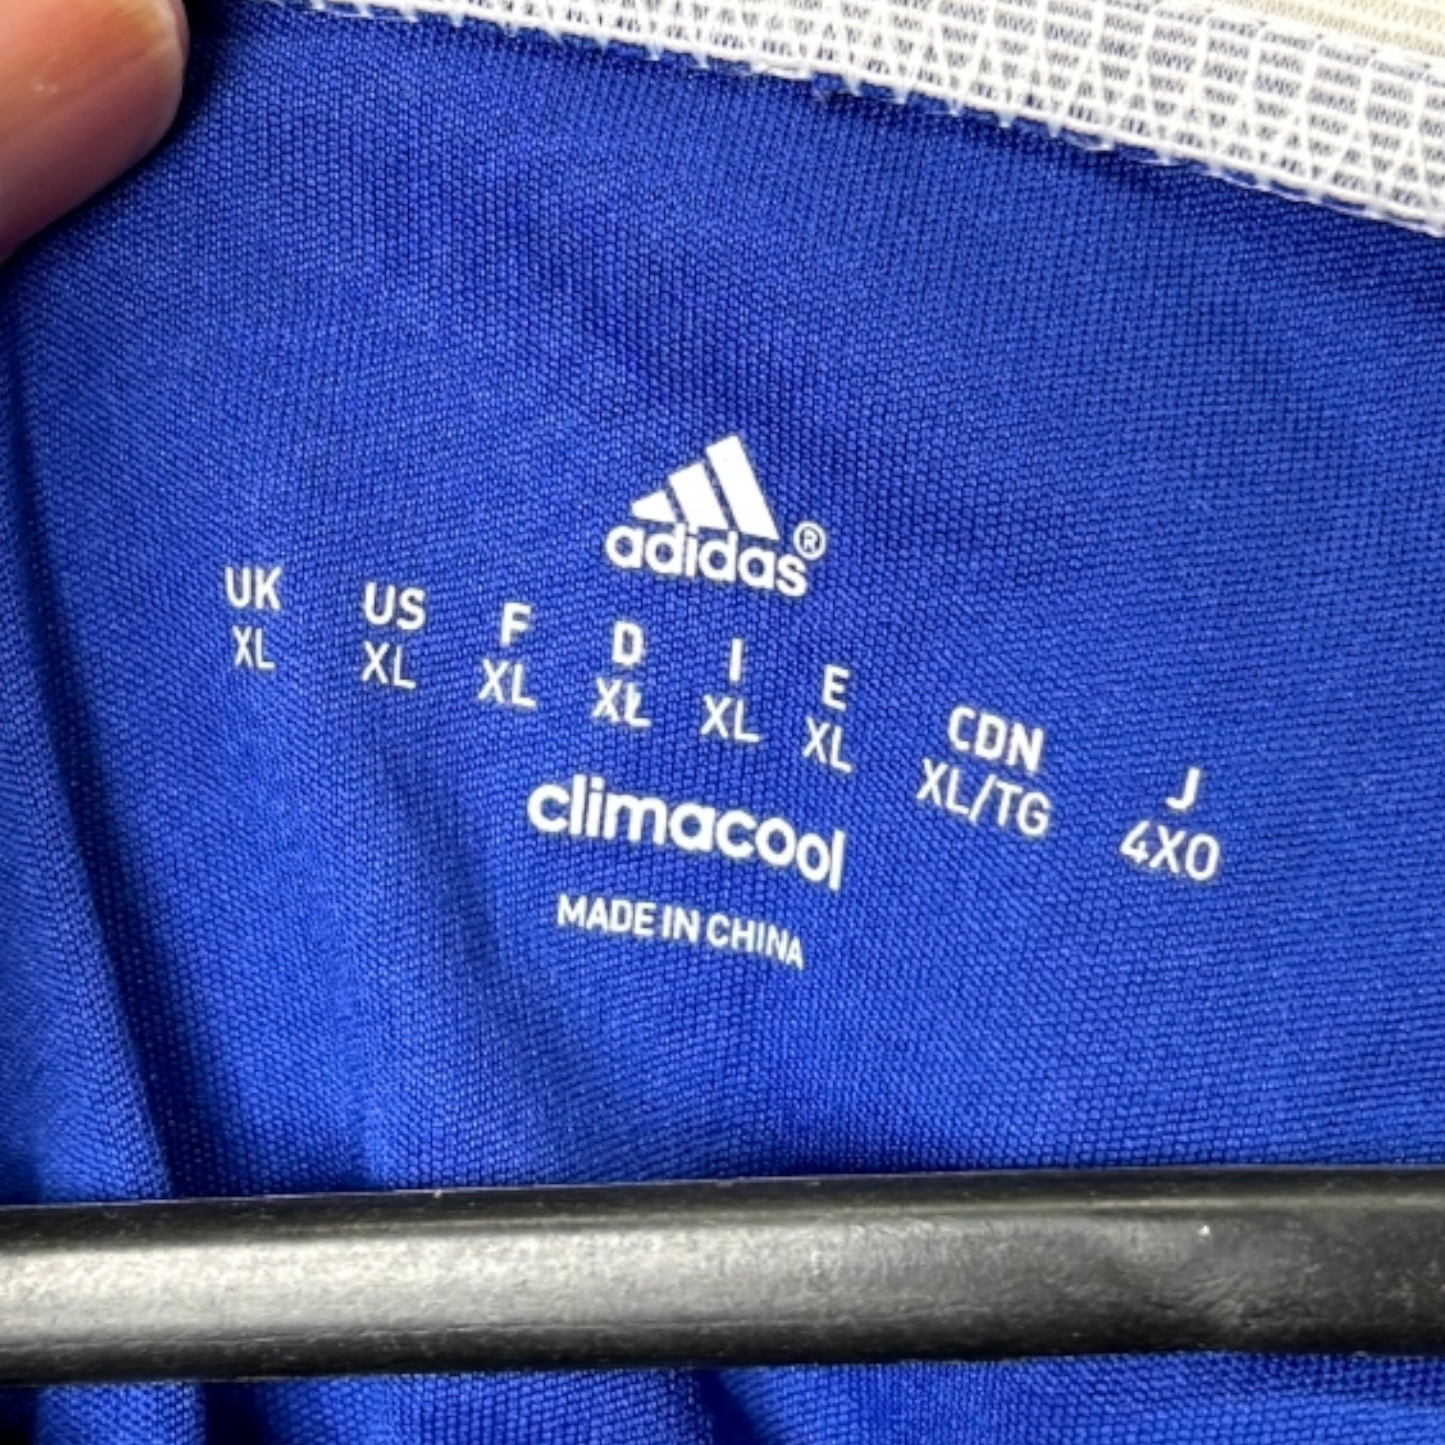 adidas®
UK US F D I E CDN J
XL XL XL XL XL XL XL/TG 4XO
climacool
MADE IN CHINA